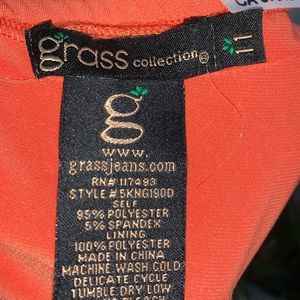 grass collection® 11
g
www.
grassjeans.com
RN# 117493
STYLE# 5KNG190D
SELF
95% POLYESTER
5% SPANDEX
LINING
100% POLYESTER
MADE IN CHINA
MACHINE WASH COLD
DELICATE CYCLE
TUMBLE DRY LOW